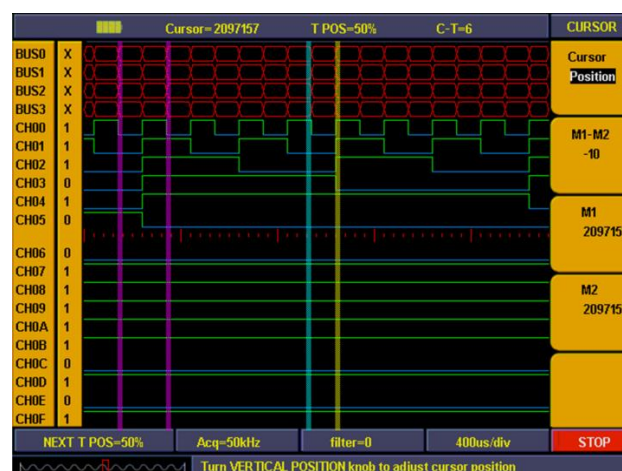 Cursor=2097157 T POS=50% C-T=6 CURSOR
BUS0 X
BUS1 X
BUS2 X
BUS3 X
CH00 1
CH01 1
CH02 1
CH03 0
CH04 1
CH05 0
CH06 0
CH07 1
CH08 1
CH09 1
CH0A 1
CH0B 1
CH0C 0
CH0D 1
CH0E 0
CH0F 1
Cursor
Position
M1-M2
-10
M1
209715
M2
209715
NEXT T POS=50% Acq=50kHz filter=0 400us/div STOP
Turn VERTICAL POSITION knob to adjust cursor position